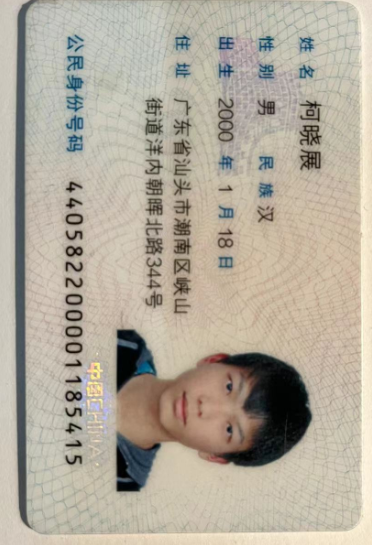 姓名 柯晓展
性别 男 民族 汉
出生 2000 年 1 月 18 日
住址 广东省汕头市潮南区峡山
街道洋内朝晖北路344号
中国CHINA
公民身份号码 440582200001185415